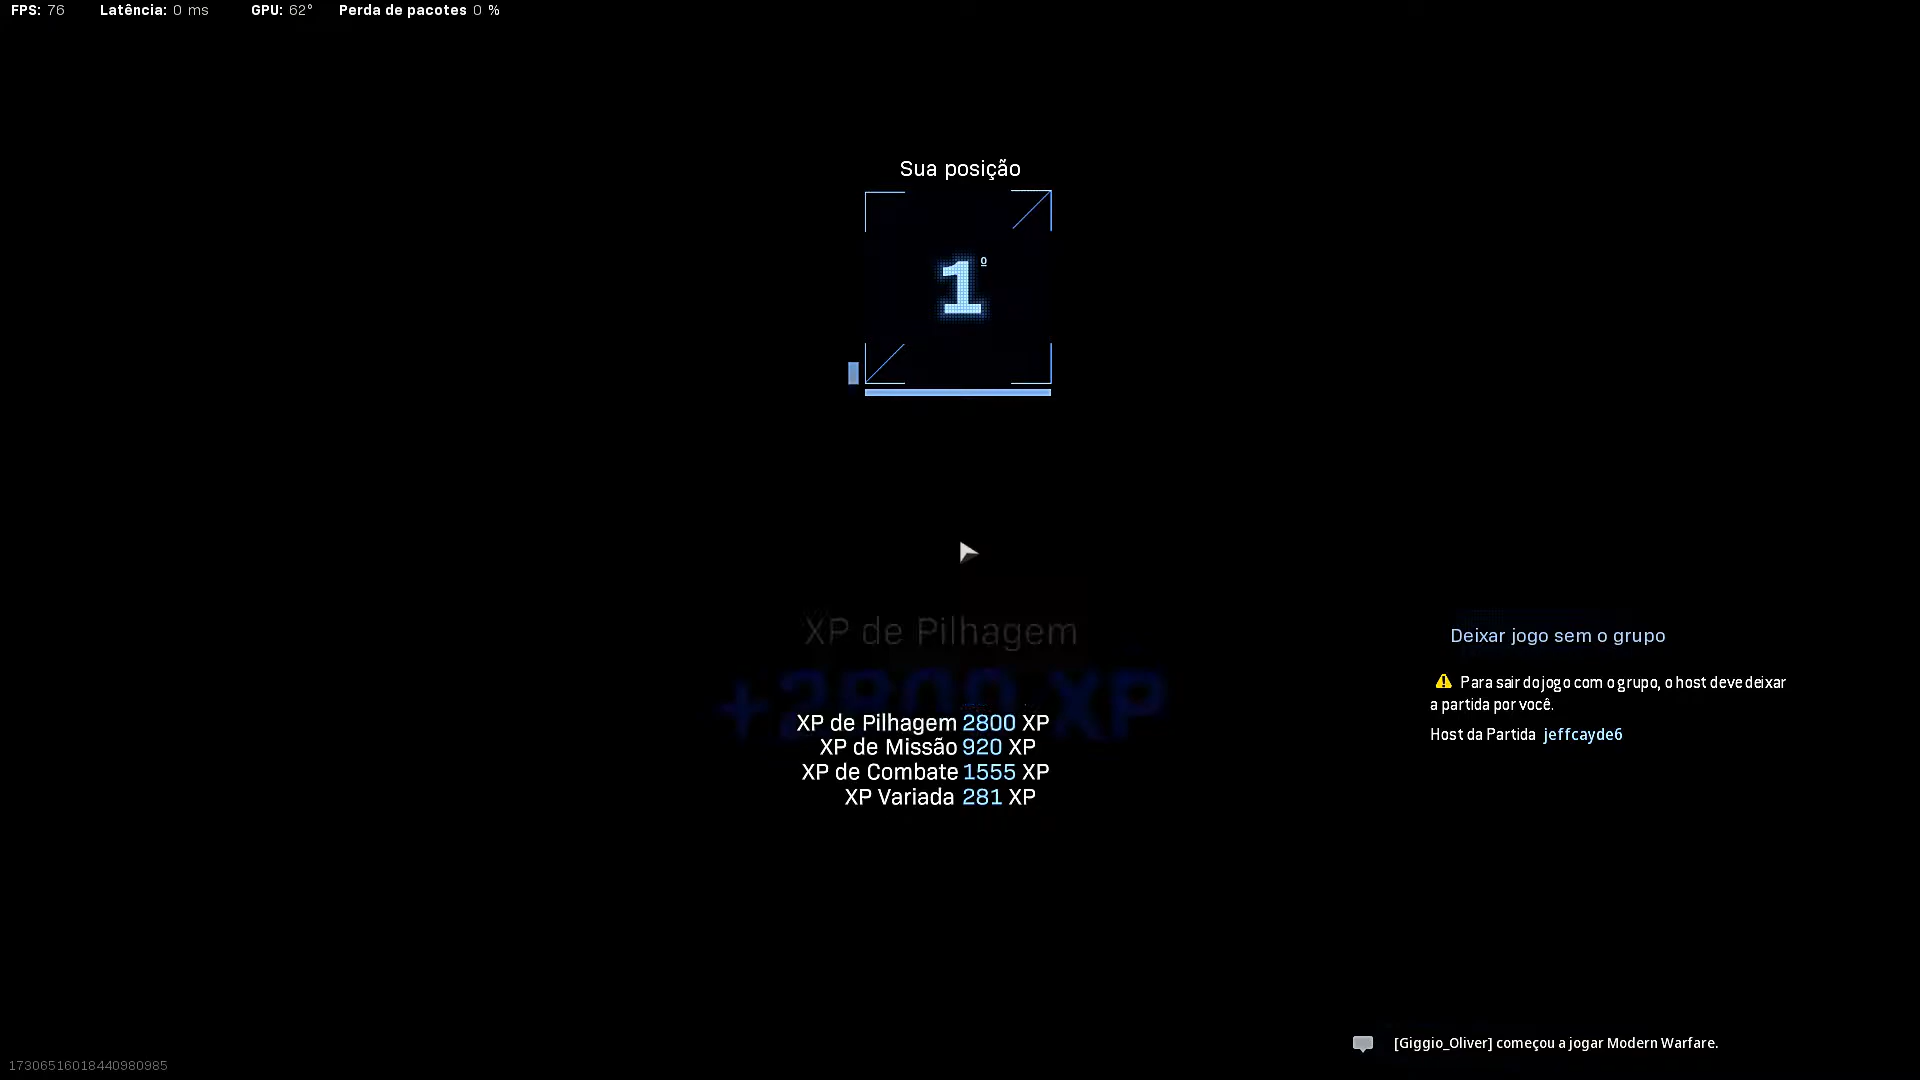 FPS: 76 Latência: 0 ms GPU: 62° Perda de pacotes 0 %
Sua posição
1º
XP de Pilhagem
+2800 XP
XP de Pilhagem 2800 XP
XP de Missão 920 XP
XP de Combate 1555 XP
XP Variada 281 XP
Deixar jogo sem o grupo
Para sair do jogo com o grupo, o host deve deixar
a partida por você.
Host da Partida jeffcayde6
[Giggio_Oliver] começou a jogar Modern Warfare.
17306516018440980985